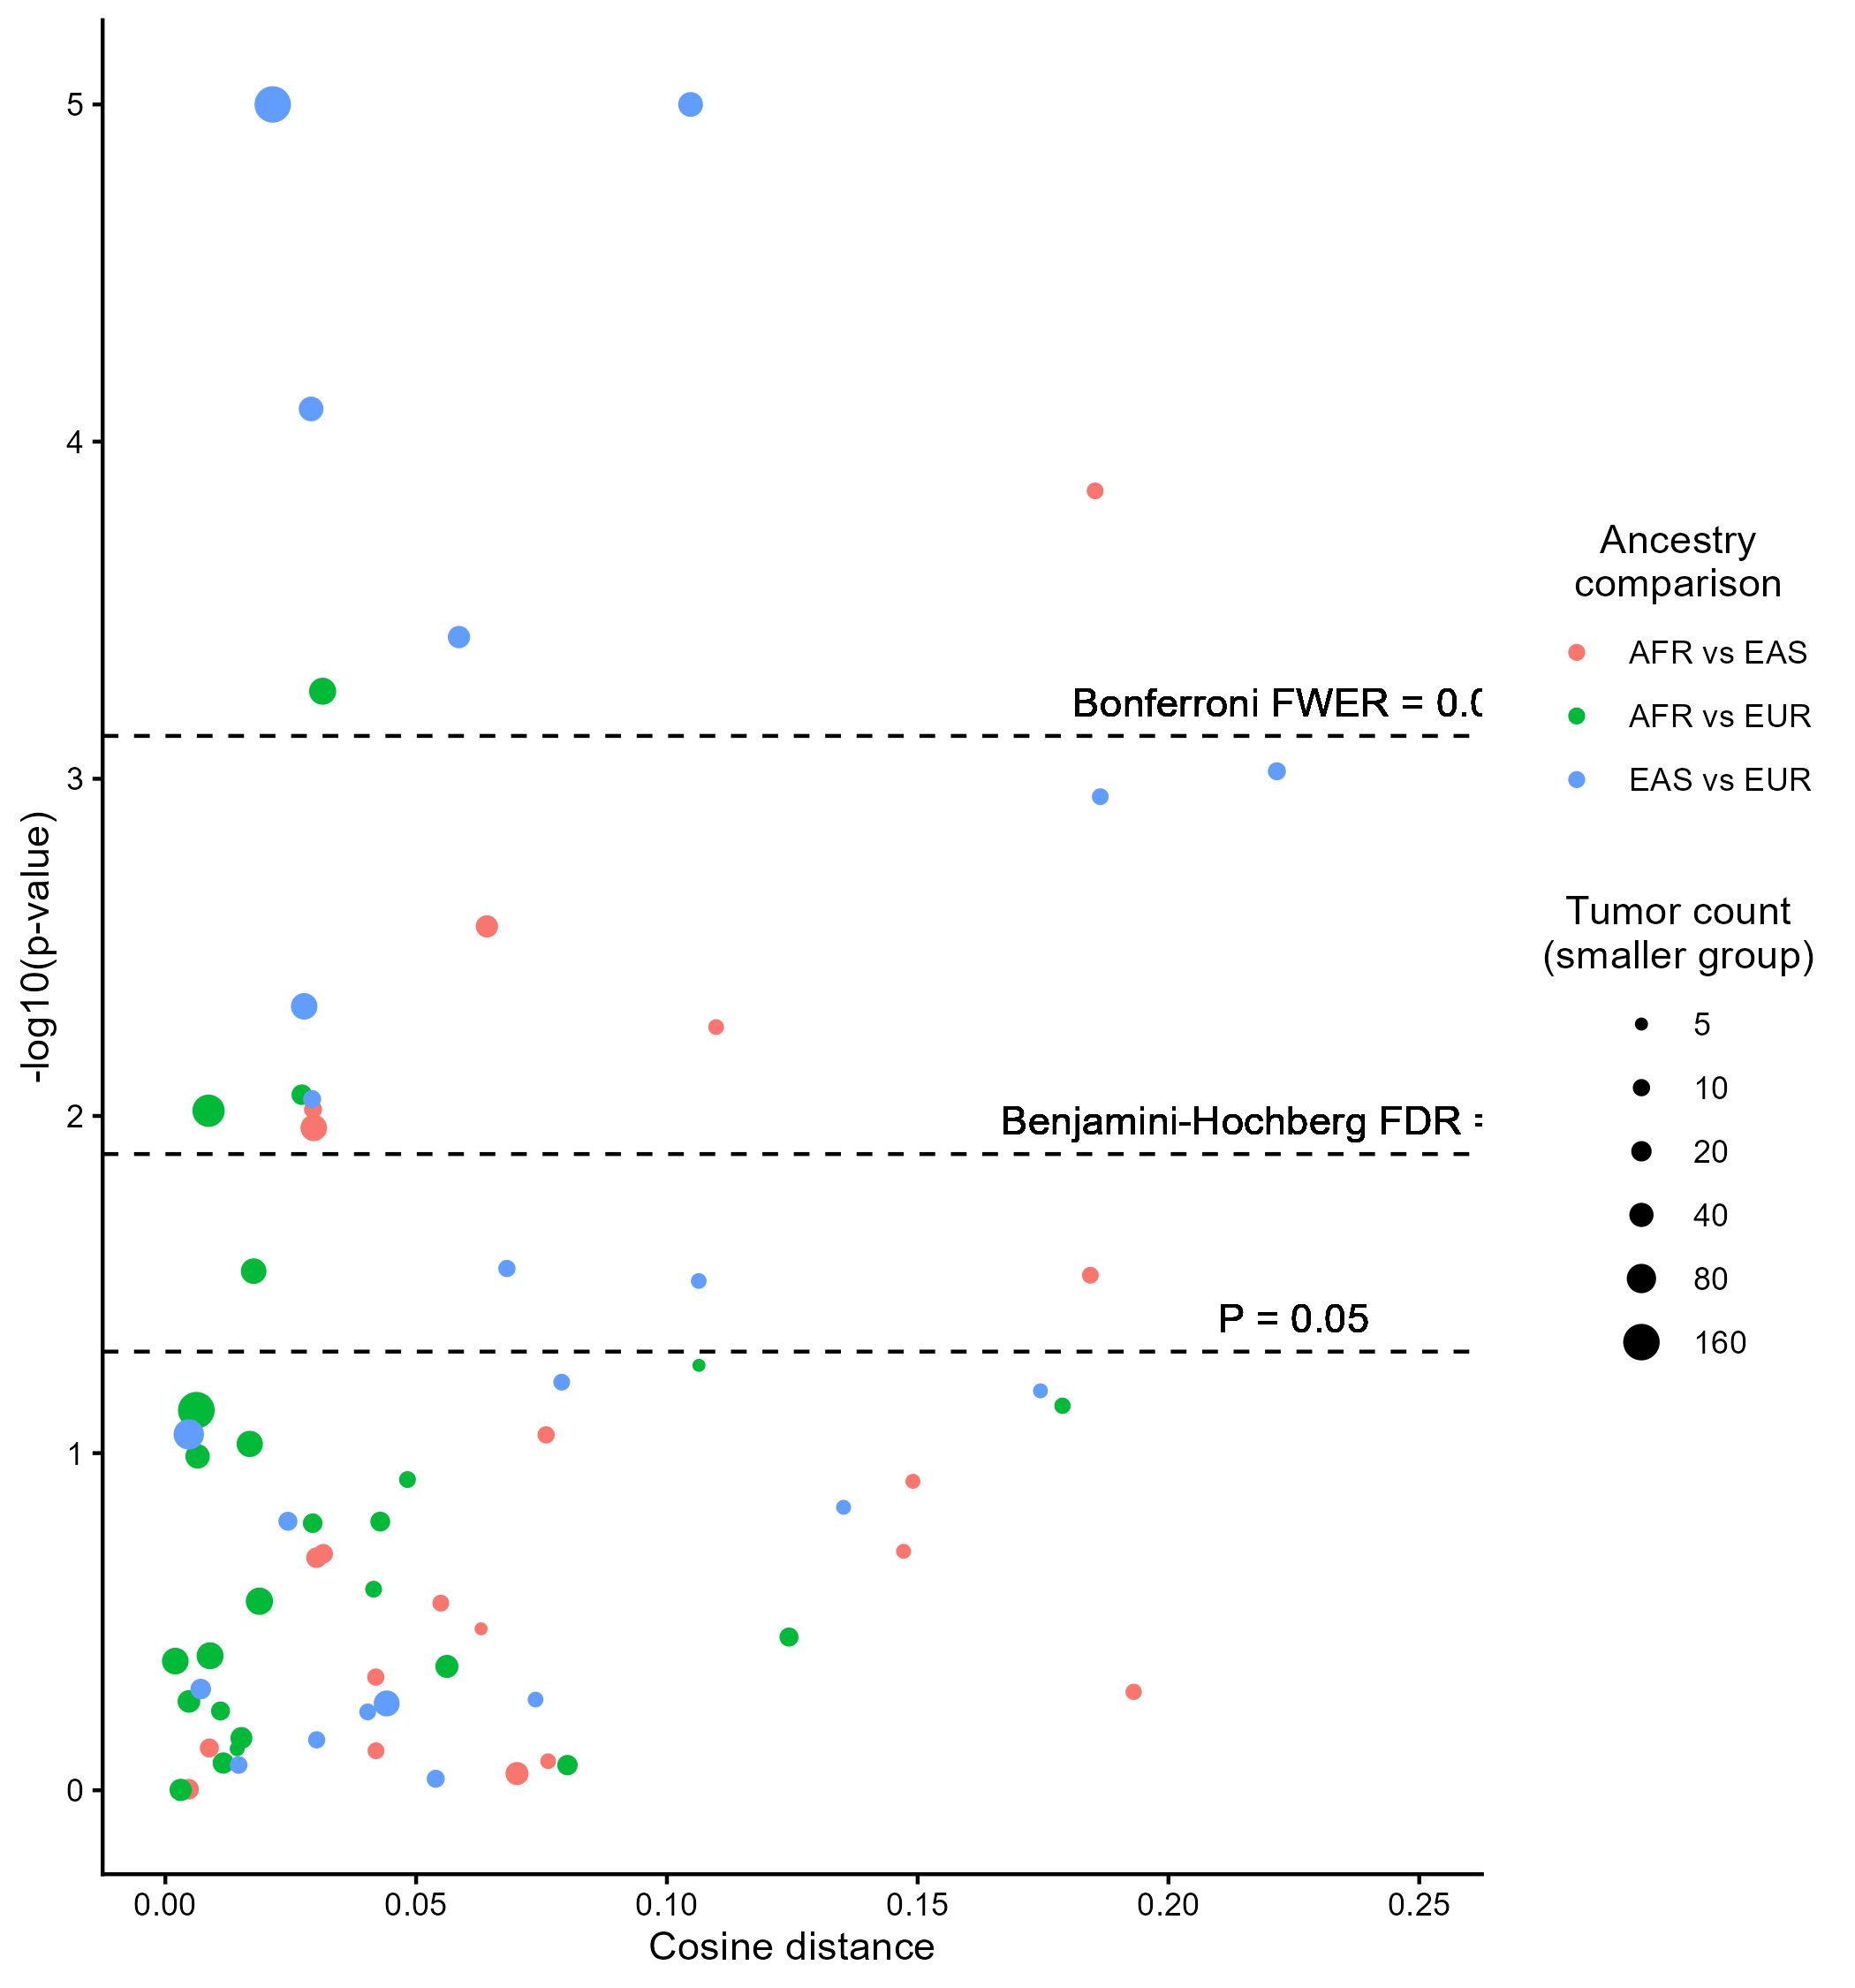 5
4
3
2
1
0
-log10(p-value)
Bonferroni FWER = 0.0
Benjamini-Hochberg FDR =
P = 0.05
0.00 0.05 0.10 0.15 0.20 0.25
Cosine distance
Ancestry
comparison
AFR vs EAS
AFR vs EUR
EAS vs EUR
Tumor count
(smaller group)
5
10
20
40
80
160